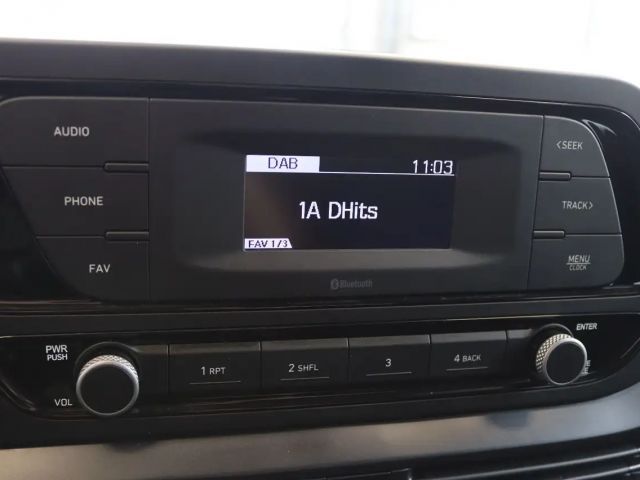 AUDIO
PHONE
FAV
DAB 11:03
1A DHits
FAV 1/3
Bluetooth
<SEEK
TRACK>
MENU
CLOCK
PWR
PUSH
VOL
1 RPT
2 SHFL
3
4 BACK
ENTER